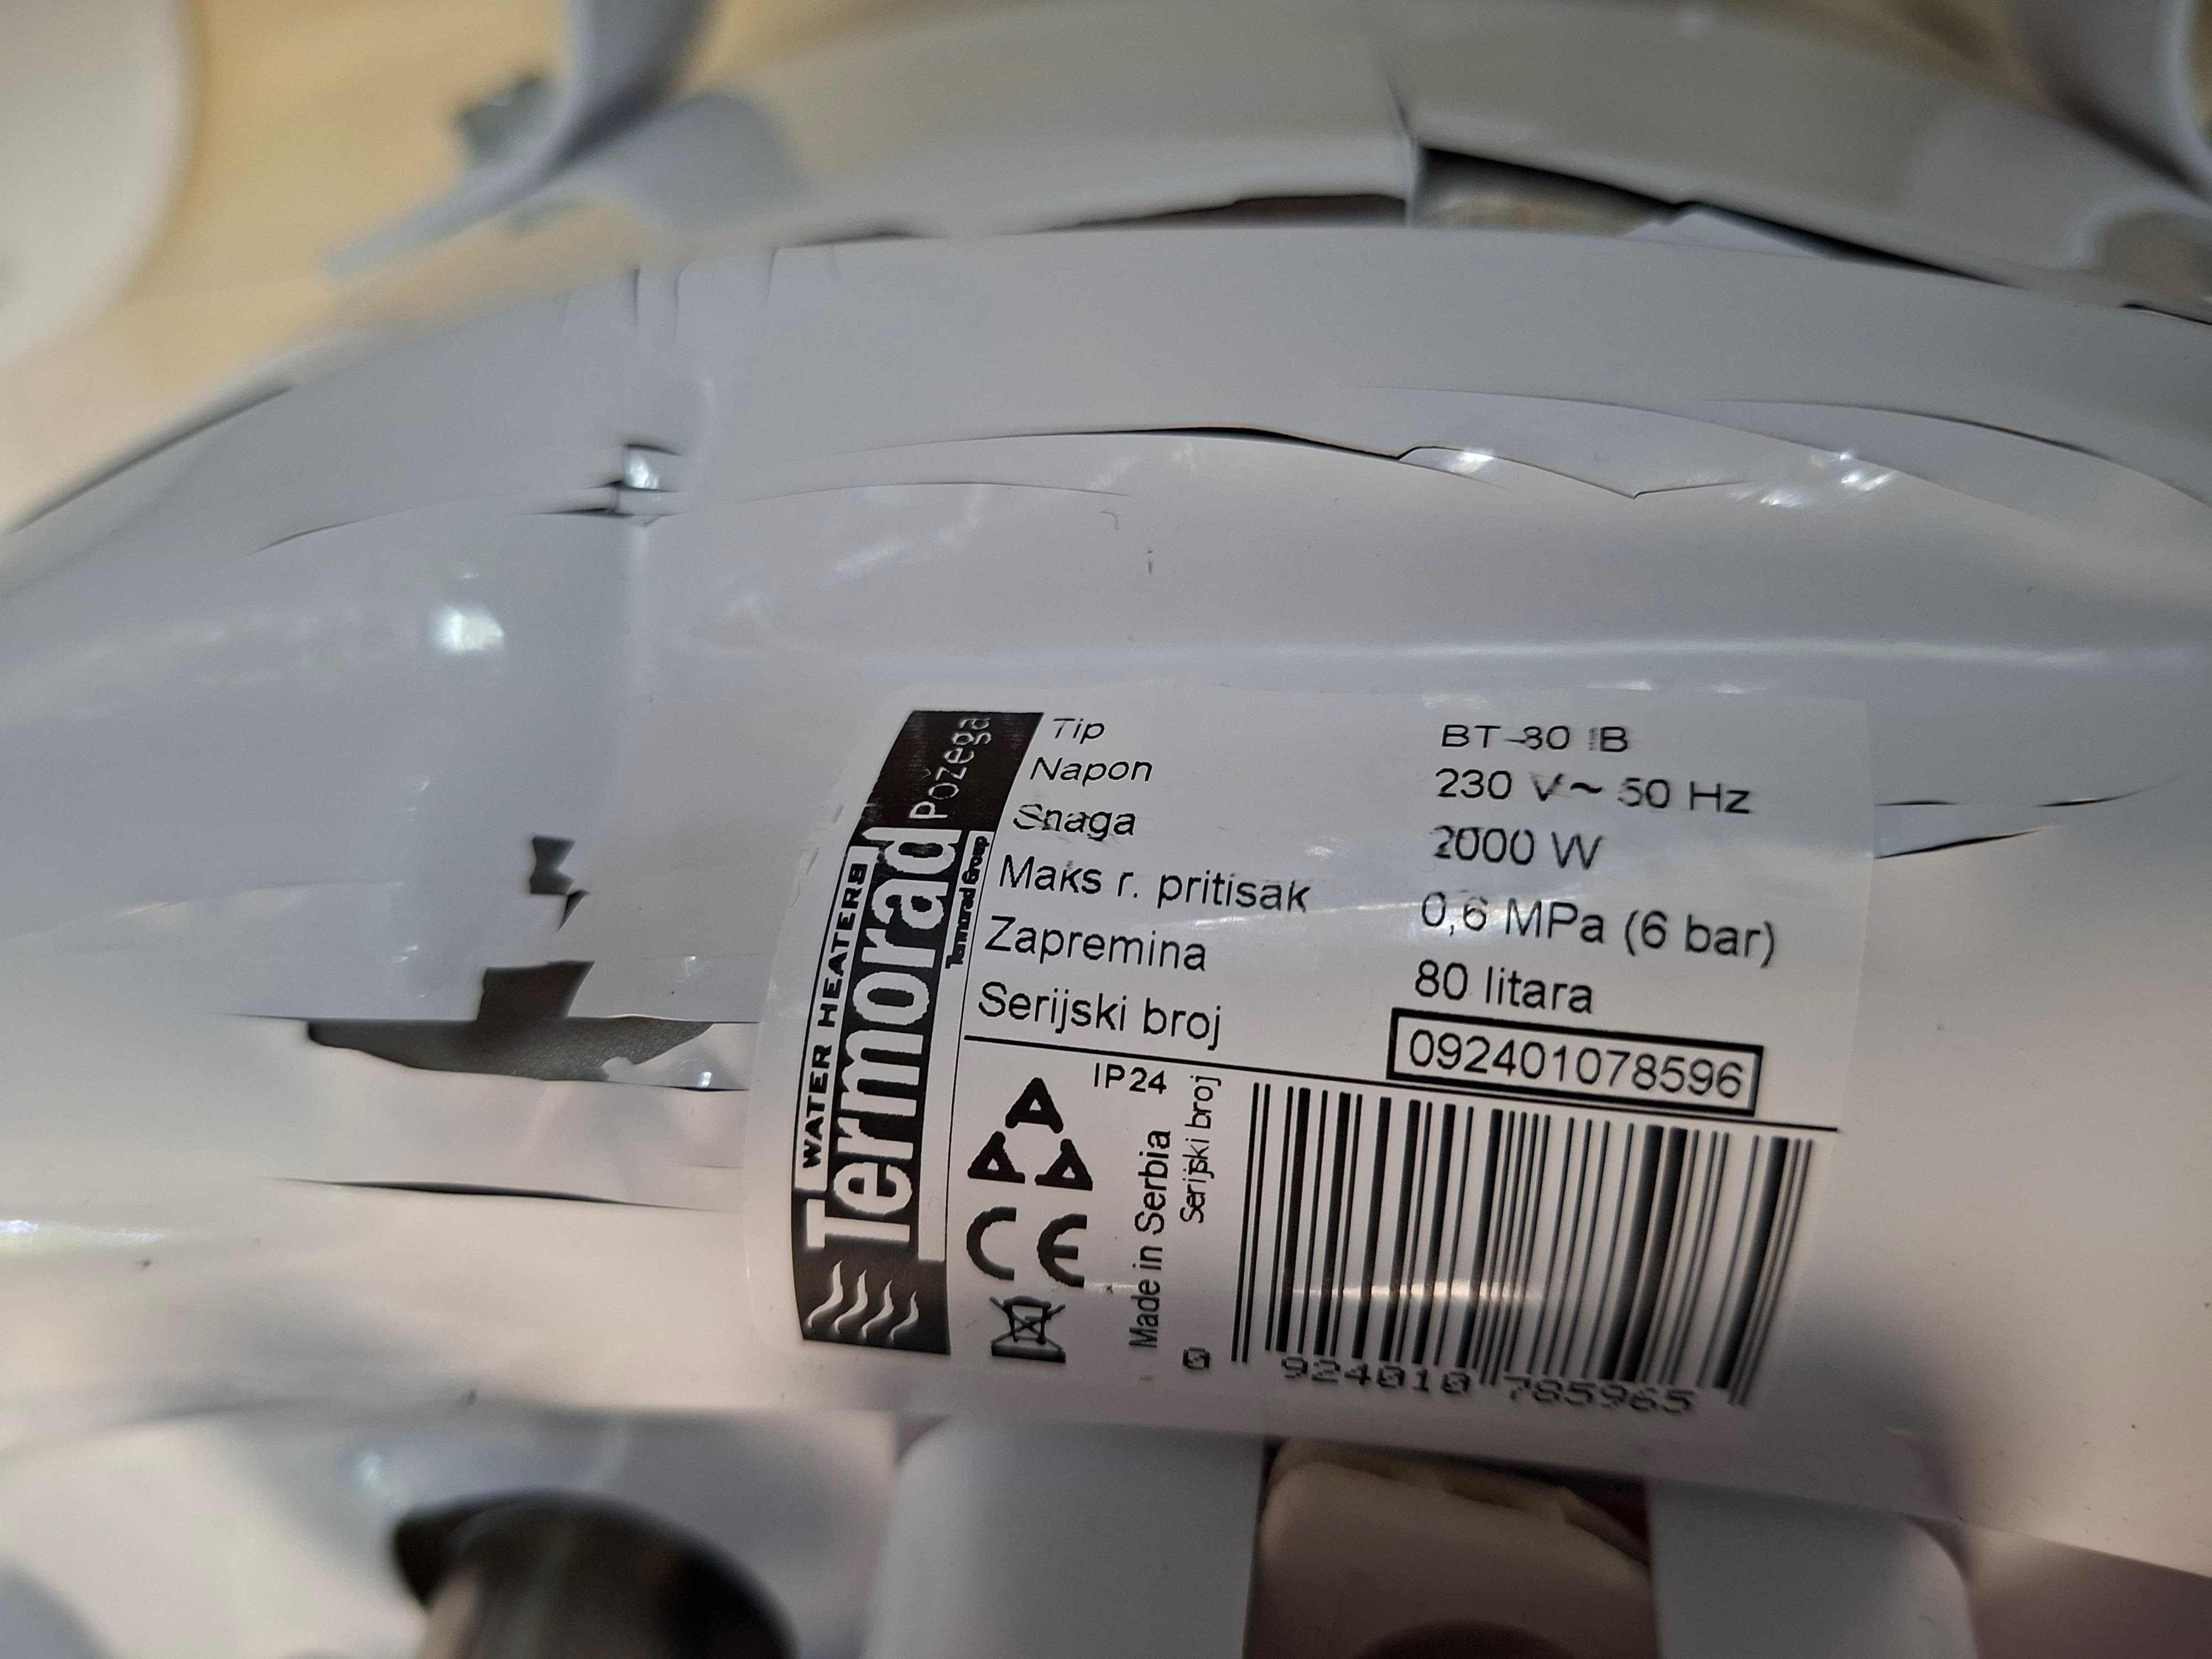 Tip BT-80 IB
Napon 230 V~ 50 Hz
Snaga 2000 W
Maks r. pritisak 0,6 MPa (6 bar)
Zapremina 80 litara
Serijski broj 092401078596
WATER HEATERS
Termorad Požega
Termorad Group
IP24
CE
Made in Serbia
Serijski broj
0 924010 785965